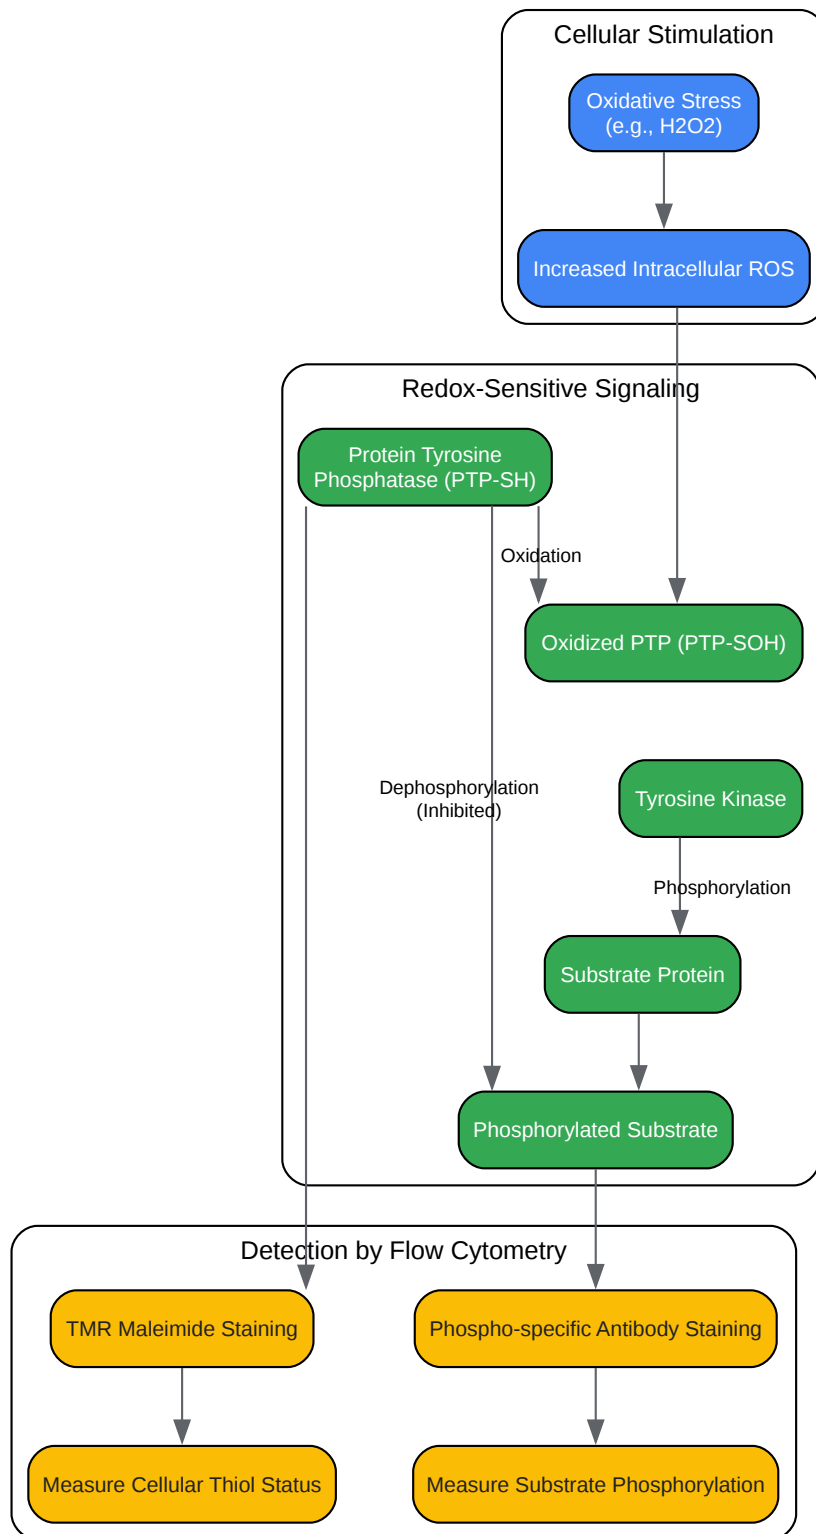 Cellular Stimulation
Oxidative Stress
(e.g., H2O2)
Increased Intracellular ROS
Redox-Sensitive Signaling
Protein Tyrosine
Phosphatase (PTP-SH)
Oxidation
Oxidized PTP (PTP-SOH)
Dephosphorylation
(Inhibited)
Tyrosine Kinase
Phosphorylation
Substrate Protein
Phosphorylated Substrate
Detection by Flow Cytometry
TMR Maleimide Staining
Phospho-specific Antibody Staining
Measure Cellular Thiol Status
Measure Substrate Phosphorylation